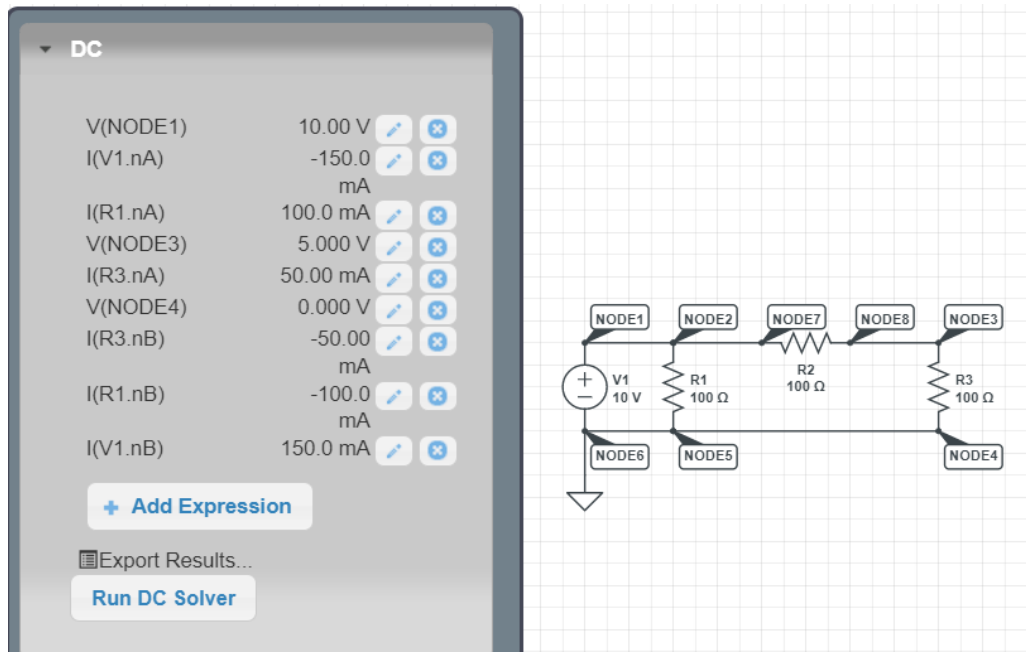 DC
V(NODE1) 10.00 V
I(V1.nA) -150.0
mA
I(R1.nA) 100.0 mA
V(NODE3) 5.000 V
I(R3.nA) 50.00 mA
V(NODE4) 0.000 V
I(R3.nB) -50.00
mA
I(R1.nB) -100.0
mA
I(V1.nB) 150.0 mA
+ Add Expression
Export Results...
Run DC Solver
NODE1 NODE2 NODE7 NODE8 NODE3
V1
10 V
R1
100 Ω
R2
100 Ω
R3
100 Ω
NODE6 NODE5 NODE4